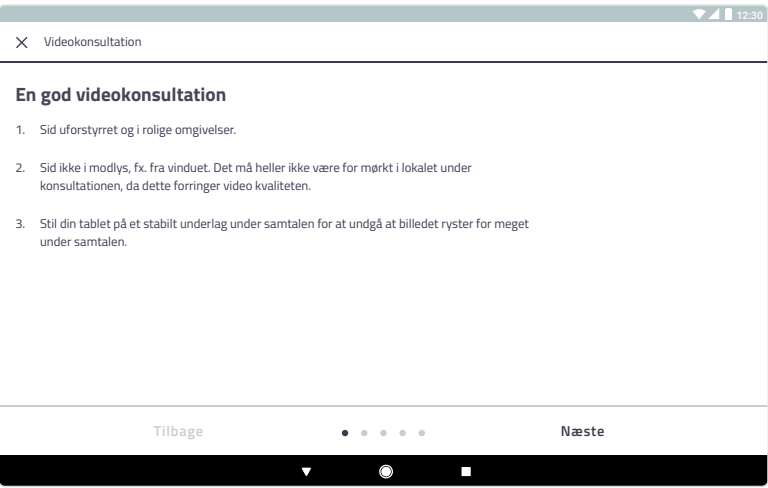 12:30
Videokonsultation
En god videokonsultation
1. Sid uforstyrret og i rolige omgivelser.
2. Sid ikke i modlys, fx. fra vinduet. Det må heller ikke være for mørkt i lokalet under
konsultationen, da dette forringer video kvaliteten.
3. Stil din tablet på et stabilt underlag under samtalen for at undgå at billedet ryster for meget
under samtalen.
Tilbage
Næste